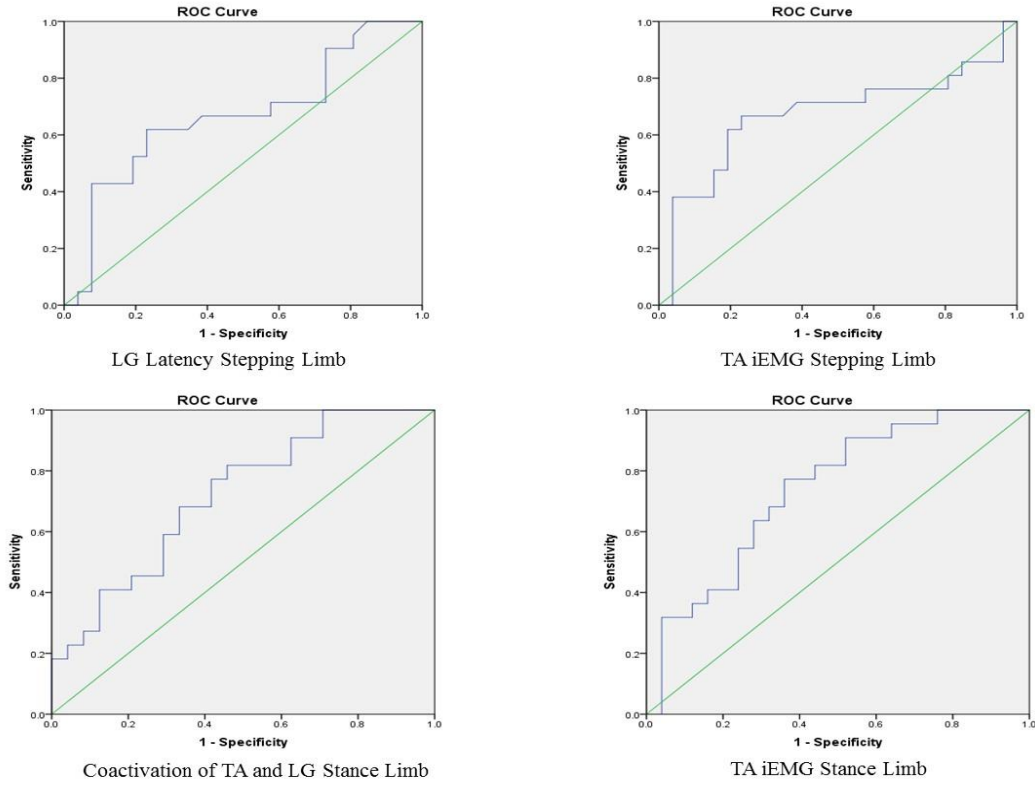 ROC Curve
1.0
0.8
0.6
0.4
0.2
0.0
Sensitivity
0.0 0.2 0.4 0.6 0.8 1.0
1 - Specificity
LG Latency Stepping Limb
ROC Curve
1.0
0.8
0.6
0.4
0.2
0.0
Sensitivity
0.0 0.2 0.4 0.6 0.8 1.0
1 - Specificity
TA iEMG Stepping Limb
ROC Curve
1.0
0.8
0.6
0.4
0.2
0.0
Sensitivity
0.0 0.2 0.4 0.6 0.8 1.0
1 - Specificity
Coactivation of TA and LG Stance Limb
ROC Curve
1.0
0.8
0.6
0.4
0.2
0.0
Sensitivity
0.0 0.2 0.4 0.6 0.8 1.0
1 - Specificity
TA iEMG Stance Limb